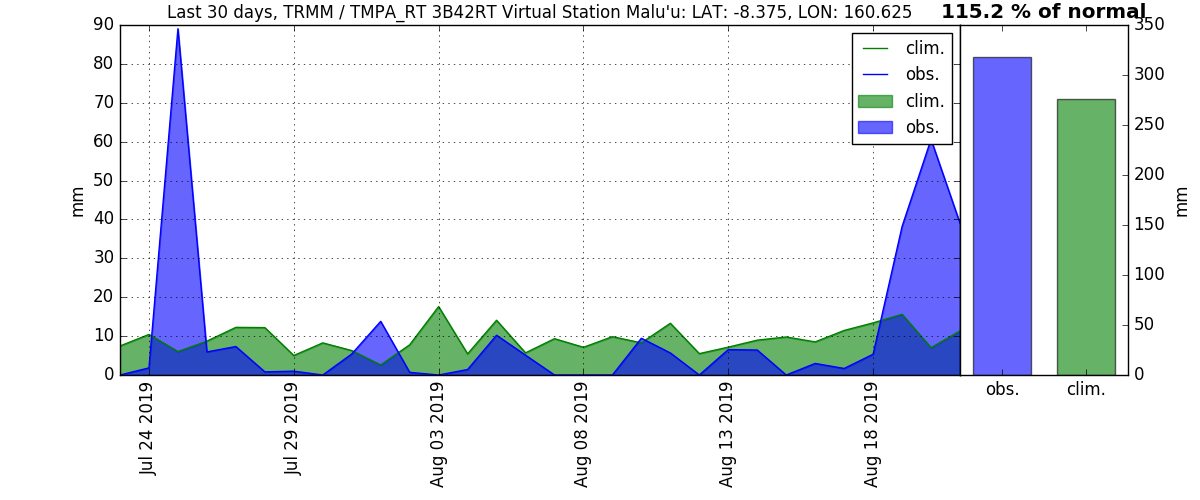 Last 30 days, TRMM / TMPA_RT 3B42RT Virtual Station Malu'u: LAT: -8.375, LON: 160.625
115.2 % of normal
90
80
70
60
50
40
30
20
10
0
mm
clim.
obs.
clim.
obs.
350
300
250
200
150
100
50
0
mm
Jul 24 2019
Jul 29 2019
Aug 03 2019
Aug 08 2019
Aug 13 2019
Aug 18 2019
obs.
clim.